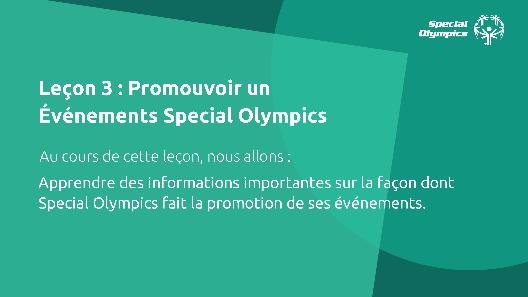 Special
Olympics
Leçon 3 : Promouvoir un
Événements Special Olympics
Au cours de cette leçon, nous allons :
Apprendre des informations importantes sur la façon dont
Special Olympics fait la promotion de ses événements.